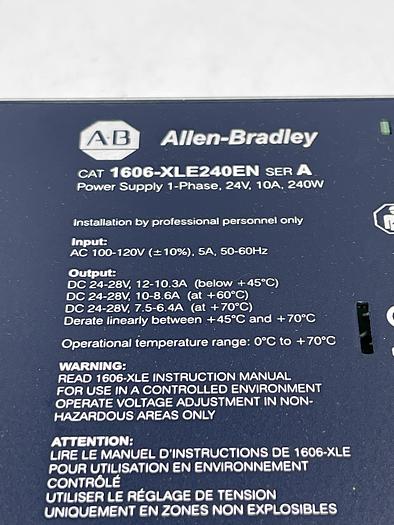 A-B Allen-Bradley
CAT 1606-XLE240EN SER A
Power Supply 1-Phase, 24V, 10A, 240W
Installation by professional personnel only
Input:
AC 100-120V (±10%), 5A, 50-60Hz
Output:
DC 24-28V, 12-10.3A (below +45°C)
DC 24-28V, 10-8.6A (at +60°C)
DC 24-28V, 7.5-6.4A (at +70°C)
Derate linearly between +45°C and +70°C
Operational temperature range: 0°C to +70°C
WARNING:
READ 1606-XLE INSTRUCTION MANUAL
FOR USE IN A CONTROLLED ENVIRONMENT
OPERATE VOLTAGE ADJUSTMENT IN NON-
HAZARDOUS AREAS ONLY
ATTENTION:
LIRE LE MANUEL D'INSTRUCTIONS DE 1606-XLE
POUR UTILISATION EN ENVIRONNEMENT
CONTRÔLÉ
UTILISER LE RÉGLAGE DE TENSION
UNIQUEMENT EN ZONES NON EXPLOSIBLES